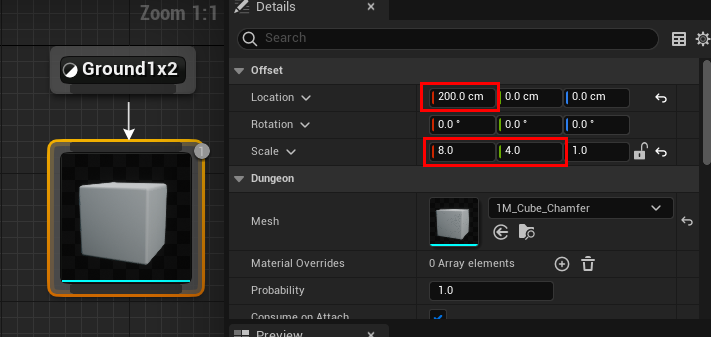 Zoom 1:1
Details
Search
Ground1x2
Offset
Location 200.0 cm 0.0 cm 0.0 cm
Rotation 0.0 ° 0.0 ° 0.0 °
Scale 8.0 4.0 1.0
1
Dungeon
Mesh 1M_Cube_Chamfer
Material Overrides 0 Array elements
Probability 1.0
Consume on Attach
Preview